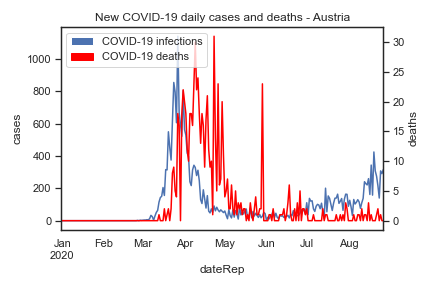 New COVID-19 daily cases and deaths - Austria
COVID-19 infections
COVID-19 deaths
cases
1000
800
600
400
200
0
deaths
30
25
20
15
10
5
0
Jan Feb Mar Apr May Jun Jul Aug
2020
dateRep